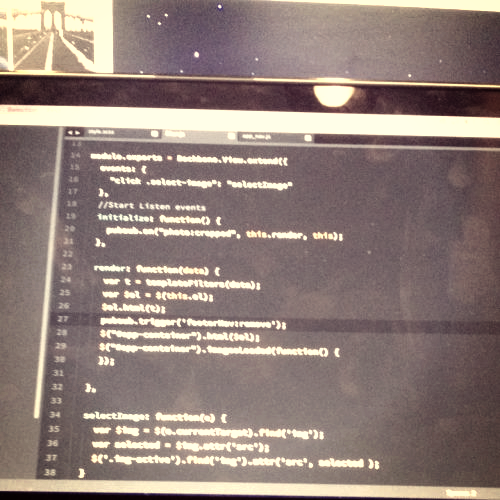 style.scss app_main.js
13
14 module.exports = Backbone.View.extend({
15 events: {
16 "click .select-image": "selectImage"
17 },
18 //Start Listen events
19 initialize: function() {
20 pubsub.on("photo:cropped", this.render, this);
21 },
22
23 render: function(data) {
24 var t = templateFilters(data);
25 var $el = $(this.el);
26 $el.html(t);
27 pubsub.trigger('footerNav:remove');
28 $("#app-container").html($el);
29 $("#app-container").imagesLoaded(function() {
30 });
31
32 },
33
34 selectImage: function(e) {
35 var $img = $(e.currentTarget).find('img');
36 var selected = $img.attr('src');
37 $('.img-active').find('img').attr('src', selected );
38 }